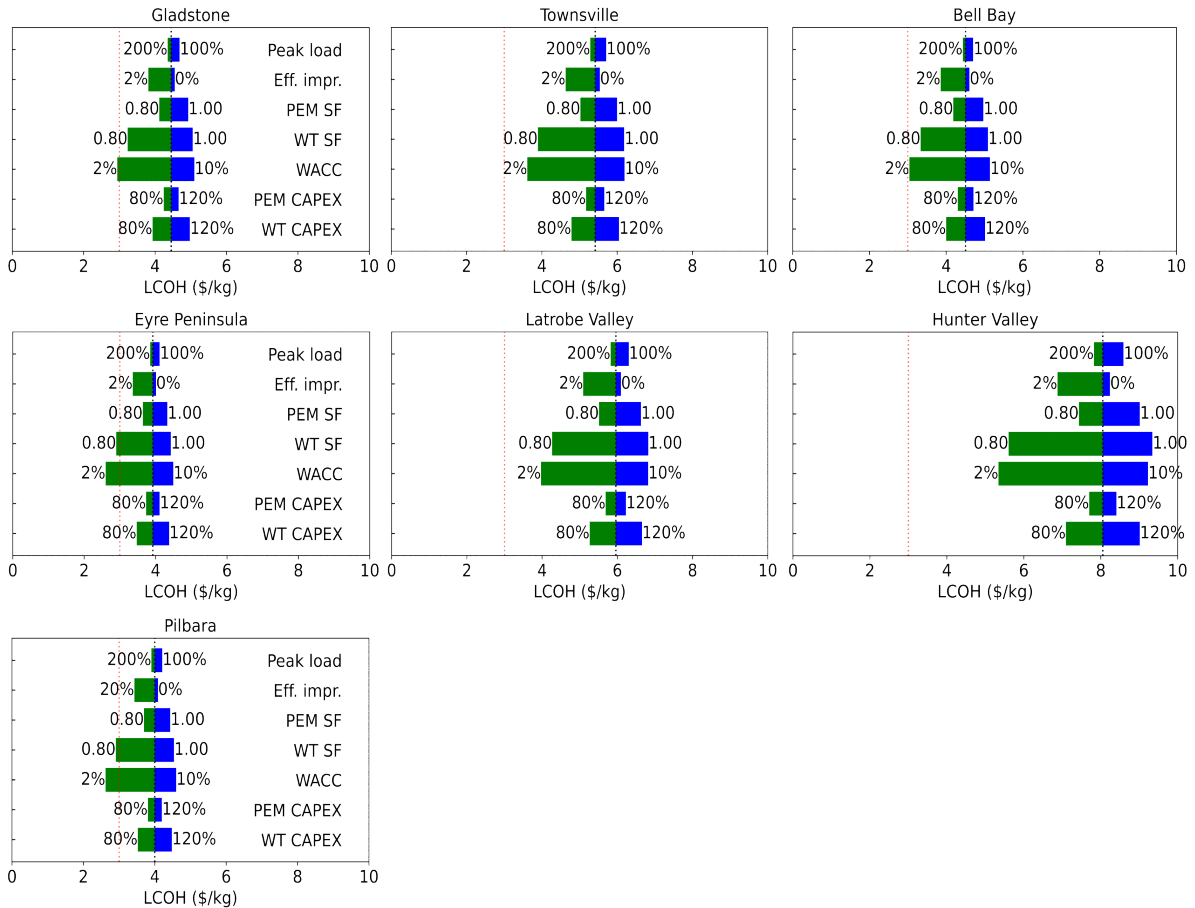 Gladstone
200% 100% Peak load
2% 0% Eff. impr.
0.80 1.00 PEM SF
0.80 1.00 WT SF
2% 10% WACC
80% 120% PEM CAPEX
80% 120% WT CAPEX
0 2 4 6 8 10
LCOH ($/kg)
Townsville
200% 100%
2% 0%
0.80 1.00
0.80 1.00
2% 10%
80% 120%
80% 120%
0 2 4 6 8 10
LCOH ($/kg)
Bell Bay
200% 100%
2% 0%
0.80 1.00
0.80 1.00
2% 10%
80% 120%
80% 120%
0 2 4 6 8 10
LCOH ($/kg)
Eyre Peninsula
200% 100% Peak load
2% 0% Eff. impr.
0.80 1.00 PEM SF
0.80 1.00 WT SF
2% 10% WACC
80% 120% PEM CAPEX
80% 120% WT CAPEX
0 2 4 6 8 10
LCOH ($/kg)
Latrobe Valley
200% 100%
2% 0%
0.80 1.00
0.80 1.00
2% 10%
80% 120%
80% 120%
0 2 4 6 8 10
LCOH ($/kg)
Hunter Valley
200% 100%
2% 0%
0.80 1.00
0.80 1.00
2% 10%
80% 120%
80% 120%
0 2 4 6 8 10
LCOH ($/kg)
Pilbara
200% 100% Peak load
20% 0% Eff. impr.
0.80 1.00 PEM SF
0.80 1.00 WT SF
2% 10% WACC
80% 120% PEM CAPEX
80% 120% WT CAPEX
0 2 4 6 8 10
LCOH ($/kg)